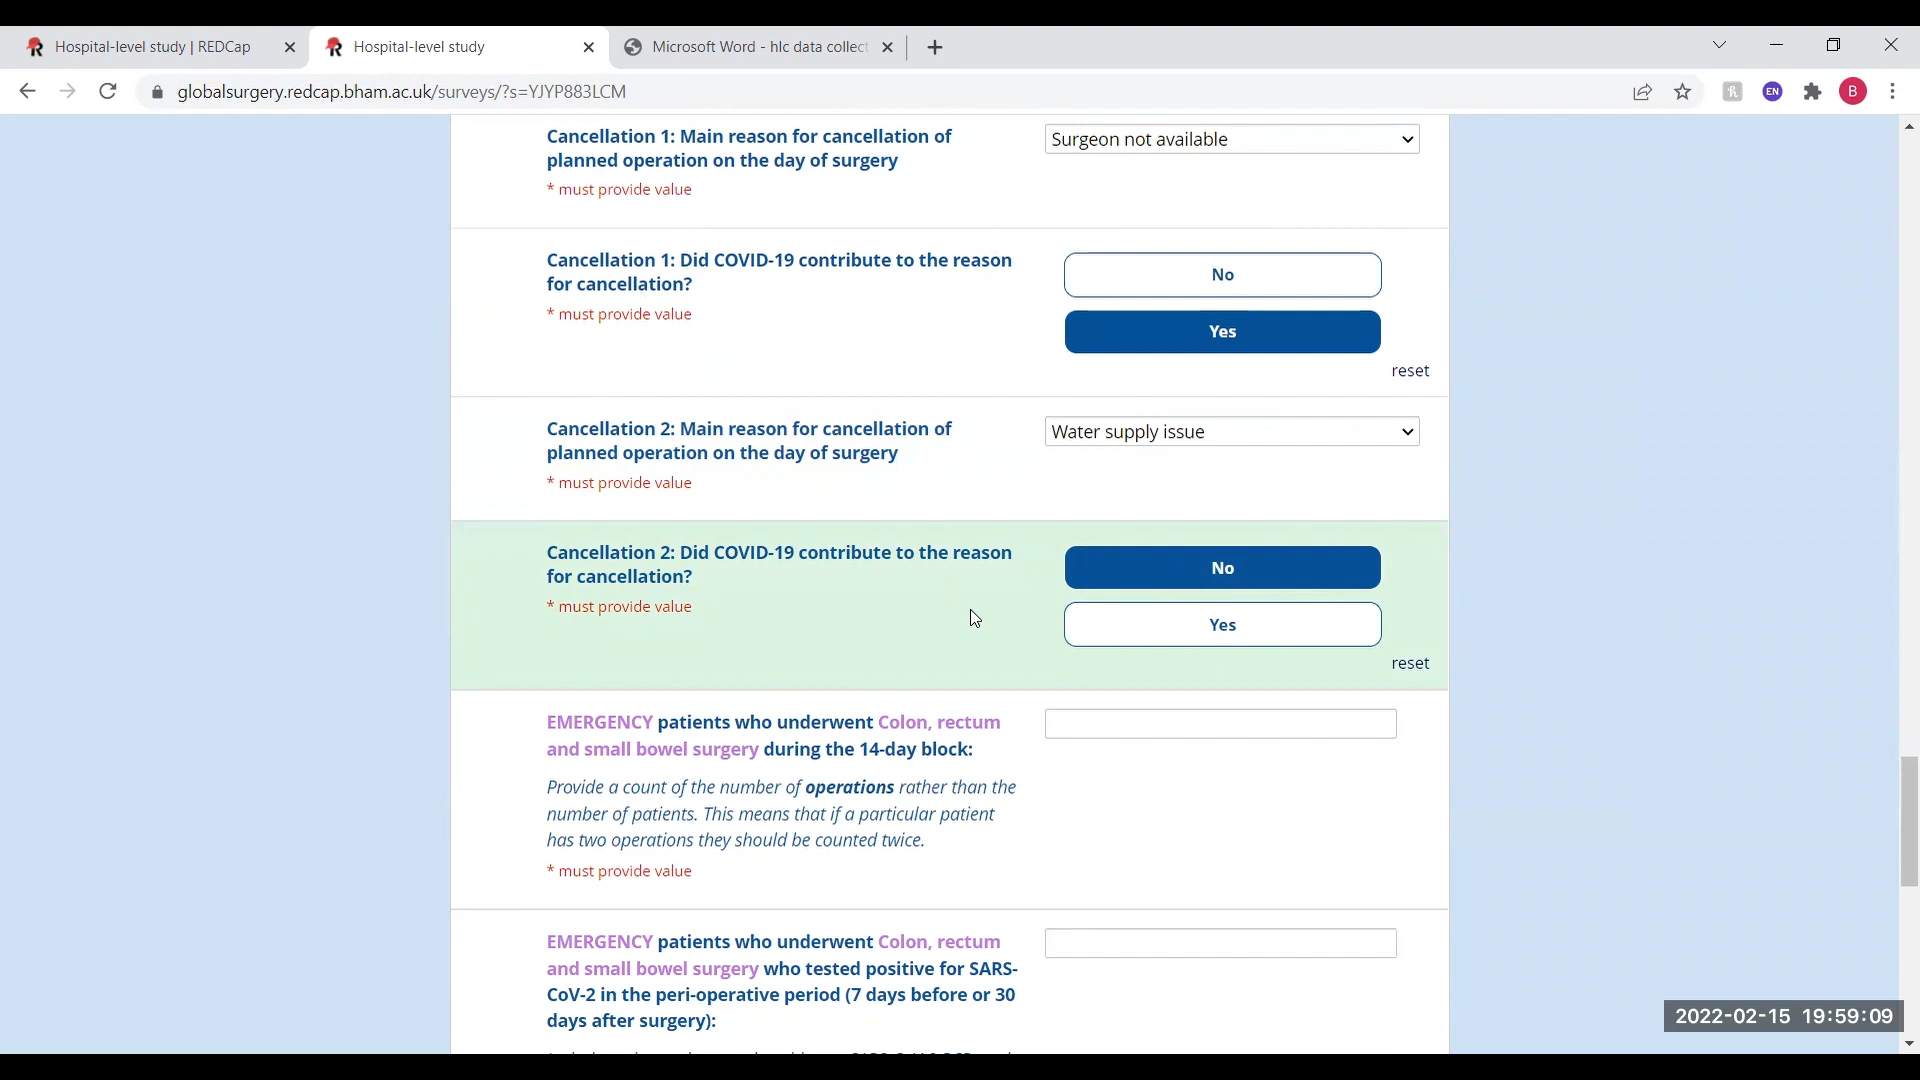 Hospital-level study | REDCap
Hospital-level study
Microsoft Word - hlc data collect
globalsurgery.redcap.bham.ac.uk/surveys/?s=YJYP883LCM
EN
B
Cancellation 1: Main reason for cancellation of
planned operation on the day of surgery
* must provide value
Surgeon not available
Cancellation 1: Did COVID-19 contribute to the reason
for cancellation?
* must provide value
No
Yes
reset
Cancellation 2: Main reason for cancellation of
planned operation on the day of surgery
* must provide value
Water supply issue
Cancellation 2: Did COVID-19 contribute to the reason
for cancellation?
* must provide value
No
Yes
reset
EMERGENCY patients who underwent Colon, rectum
and small bowel surgery during the 14-day block:
Provide a count of the number of operations rather than the
number of patients. This means that if a particular patient
has two operations they should be counted twice.
* must provide value
EMERGENCY patients who underwent Colon, rectum
and small bowel surgery who tested positive for SARS-
CoV-2 in the peri-operative period (7 days before or 30
days after surgery):
2022-02-15 19:59:09